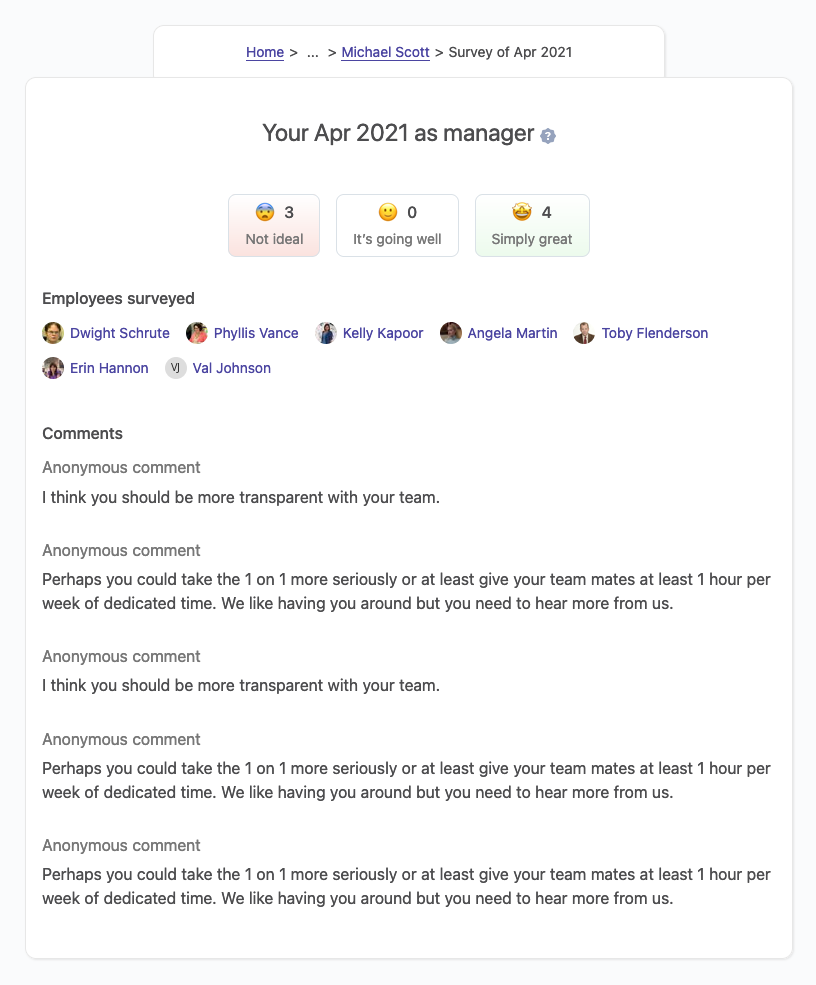 Home > ... > Michael Scott > Survey of Apr 2021
Your Apr 2021 as manager ?
😨 3 🙂 0 🤩 4
Not ideal It's going well Simply great
Employees surveyed
Dwight Schrute Phyllis Vance Kelly Kapoor Angela Martin Toby Flenderson
Erin Hannon VJ Val Johnson
Comments
Anonymous comment
I think you should be more transparent with your team.
Anonymous comment
Perhaps you could take the 1 on 1 more seriously or at least give your team mates at least 1 hour per
week of dedicated time. We like having you around but you need to hear more from us.
Anonymous comment
I think you should be more transparent with your team.
Anonymous comment
Perhaps you could take the 1 on 1 more seriously or at least give your team mates at least 1 hour per
week of dedicated time. We like having you around but you need to hear more from us.
Anonymous comment
Perhaps you could take the 1 on 1 more seriously or at least give your team mates at least 1 hour per
week of dedicated time. We like having you around but you need to hear more from us.